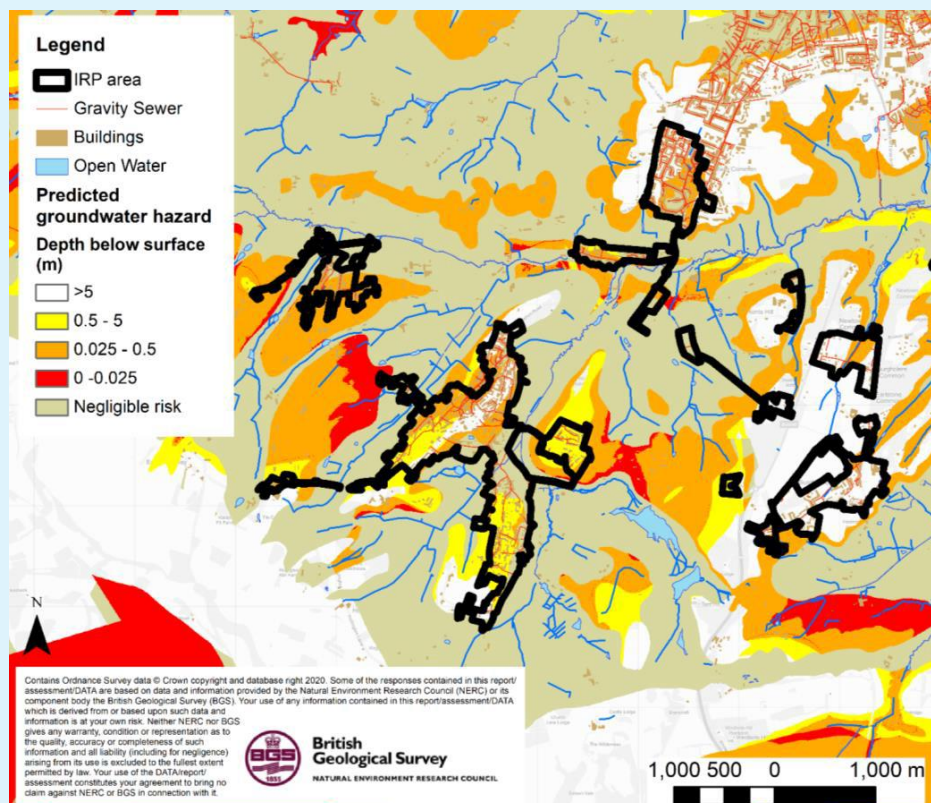 Legend
IRP area
Gravity Sewer
Buildings
Open Water
Predicted
groundwater hazard
Depth below surface
(m)
>5
0.5 - 5
0.025 - 0.5
0 -0.025
Negligible risk
N
Contains Ordnance Survey data © Crown copyright and database right 2020. Some of the responses contained in this report/
assessment/DATA are based on data and information provided by the Natural Environment Research Council (NERC) or its
component body the British Geological Survey (BGS). Your use of any information contained in this report/assessment/DATA
which is derived from or based upon such data and
information is at your own risk. Neither NERC nor BGS
gives any warranty, condition or representation as to
the quality, accuracy or completeness of such
information and all liability (including for negligence)
arising from its use is excluded to the fullest extent
permitted by law. Your use of the DATA/report/
assessment constitutes your agreement to bring no
claim against NERC or BGS in connection with it.
BGS
1835
British
Geological Survey
NATURAL ENVIRONMENT RESEARCH COUNCIL
1,000 500 0 1,000 m